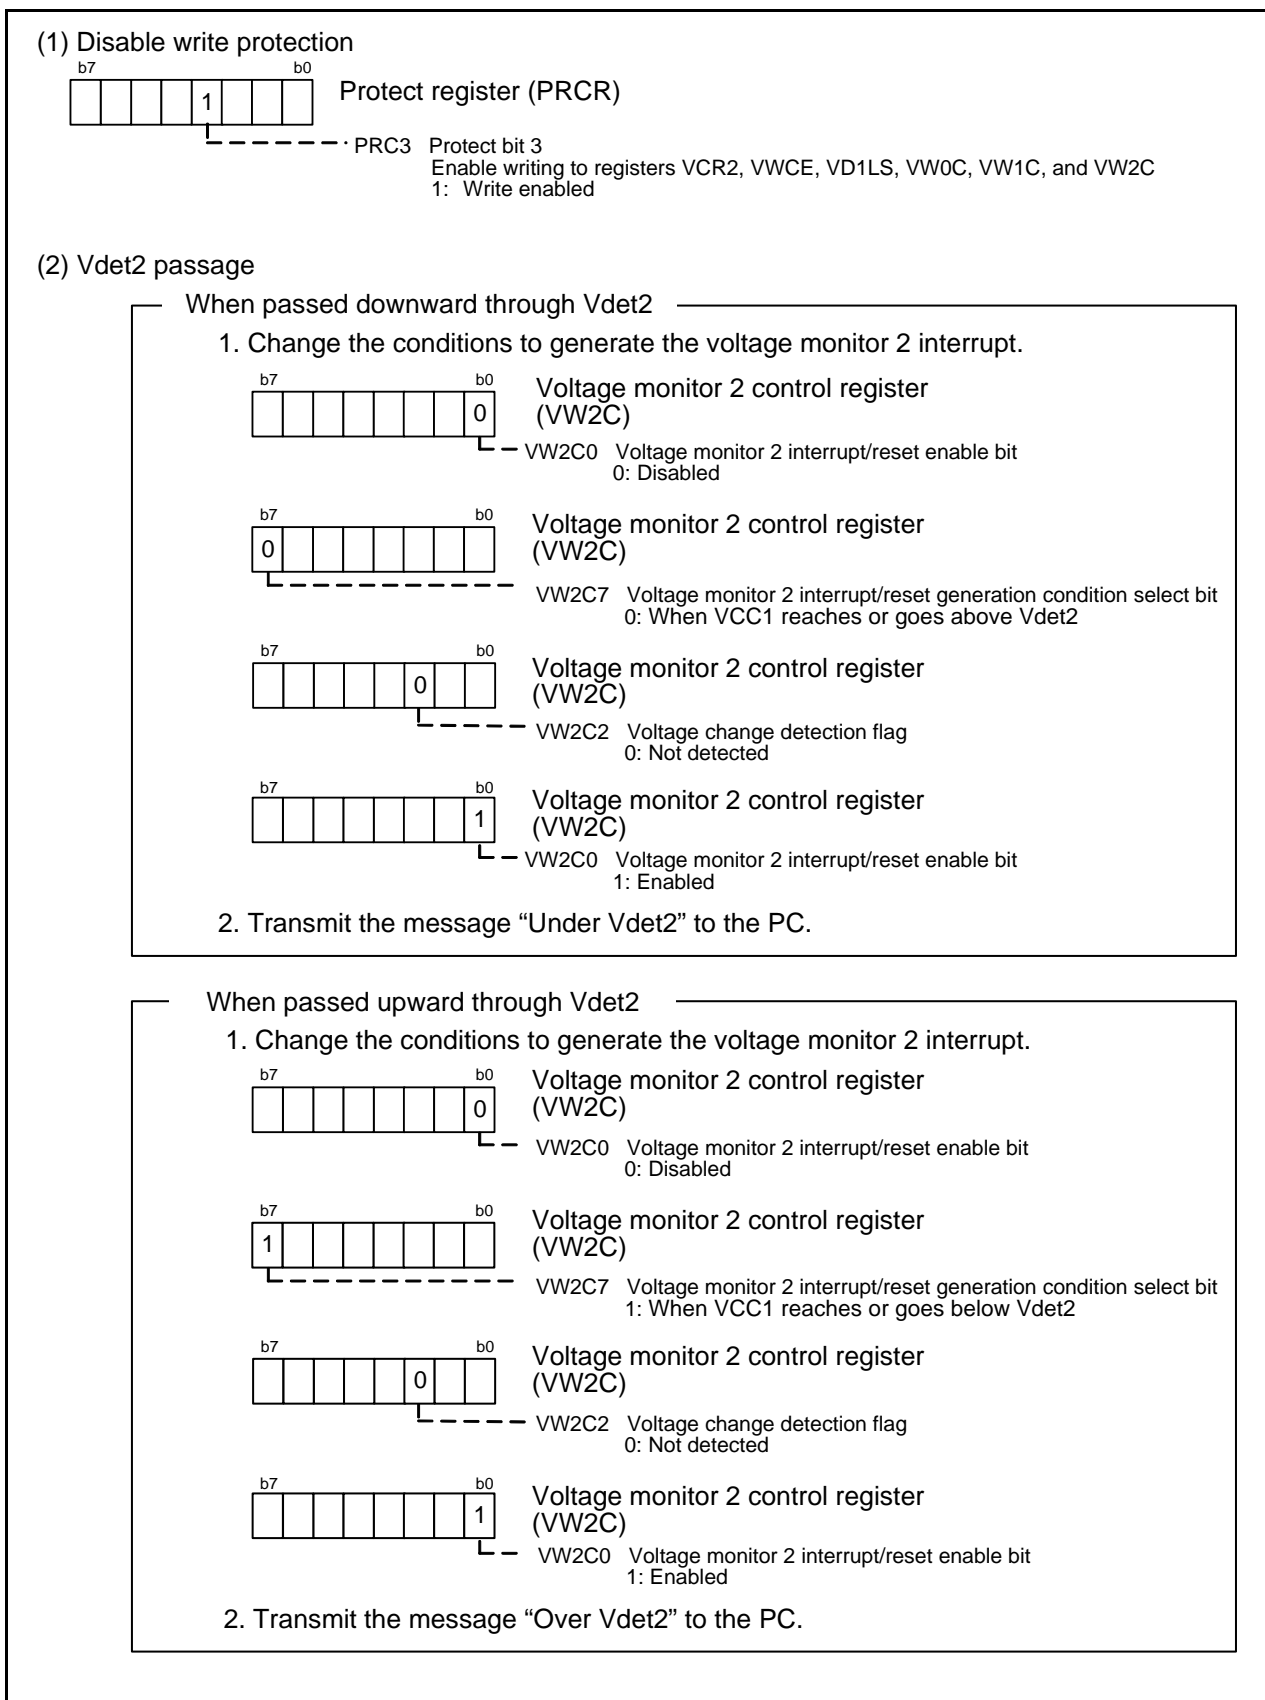 (1) Disable write protection
b7 b0
1
Protect register (PRCR)
PRC3 Protect bit 3
Enable writing to registers VCR2, VWCE, VD1LS, VW0C, VW1C, and VW2C
1: Write enabled
(2) Vdet2 passage
When passed downward through Vdet2
1. Change the conditions to generate the voltage monitor 2 interrupt.
b7 b0
Voltage monitor 2 control register
0
(VW2C)
VW2C0 Voltage monitor 2 interrupt/reset enable bit
0: Disabled
b7 b0
Voltage monitor 2 control register
0
(VW2C)
VW2C7 Voltage monitor 2 interrupt/reset generation condition select bit
0: When VCC1 reaches or goes above Vdet2
b7 b0
Voltage monitor 2 control register
0
(VW2C)
VW2C2 Voltage change detection flag
0: Not detected
b7 b0
Voltage monitor 2 control register
1
(VW2C)
VW2C0 Voltage monitor 2 interrupt/reset enable bit
1: Enabled
2. Transmit the message “Under Vdet2” to the PC.
When passed upward through Vdet2
1. Change the conditions to generate the voltage monitor 2 interrupt.
b7 b0
Voltage monitor 2 control register
0
(VW2C)
VW2C0 Voltage monitor 2 interrupt/reset enable bit
0: Disabled
b7 b0
Voltage monitor 2 control register
1
(VW2C)
VW2C7 Voltage monitor 2 interrupt/reset generation condition select bit
1: When VCC1 reaches or goes below Vdet2
b7 b0
Voltage monitor 2 control register
0
(VW2C)
VW2C2 Voltage change detection flag
0: Not detected
b7 b0
Voltage monitor 2 control register
1
(VW2C)
VW2C0 Voltage monitor 2 interrupt/reset enable bit
1: Enabled
2. Transmit the message “Over Vdet2” to the PC.